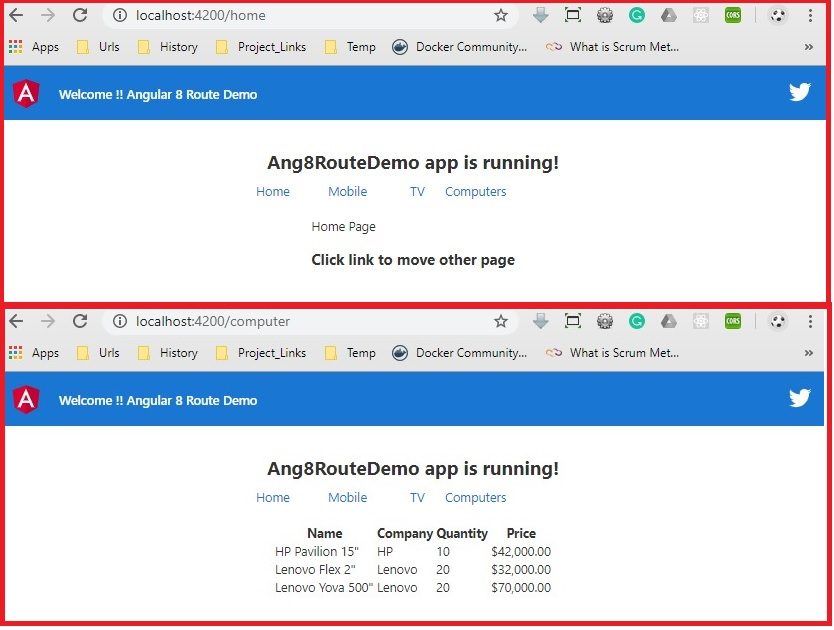 localhost:4200/home
CORS
Apps Urls History Project_Links Temp Docker Community... What is Scrum Met... »
A Welcome !! Angular 8 Route Demo
Ang8RouteDemo app is running!
Home Mobile TV Computers
Home Page
Click link to move other page
localhost:4200/computer
CORS
Apps Urls History Project_Links Temp Docker Community... What is Scrum Met... »
A Welcome !! Angular 8 Route Demo
Ang8RouteDemo app is running!
Home Mobile TV Computers
Name Company Quantity Price
HP Pavilion 15" HP 10 $42,000.00
Lenovo Flex 2" Lenovo 20 $32,000.00
Lenovo Yova 500" Lenovo 20 $70,000.00